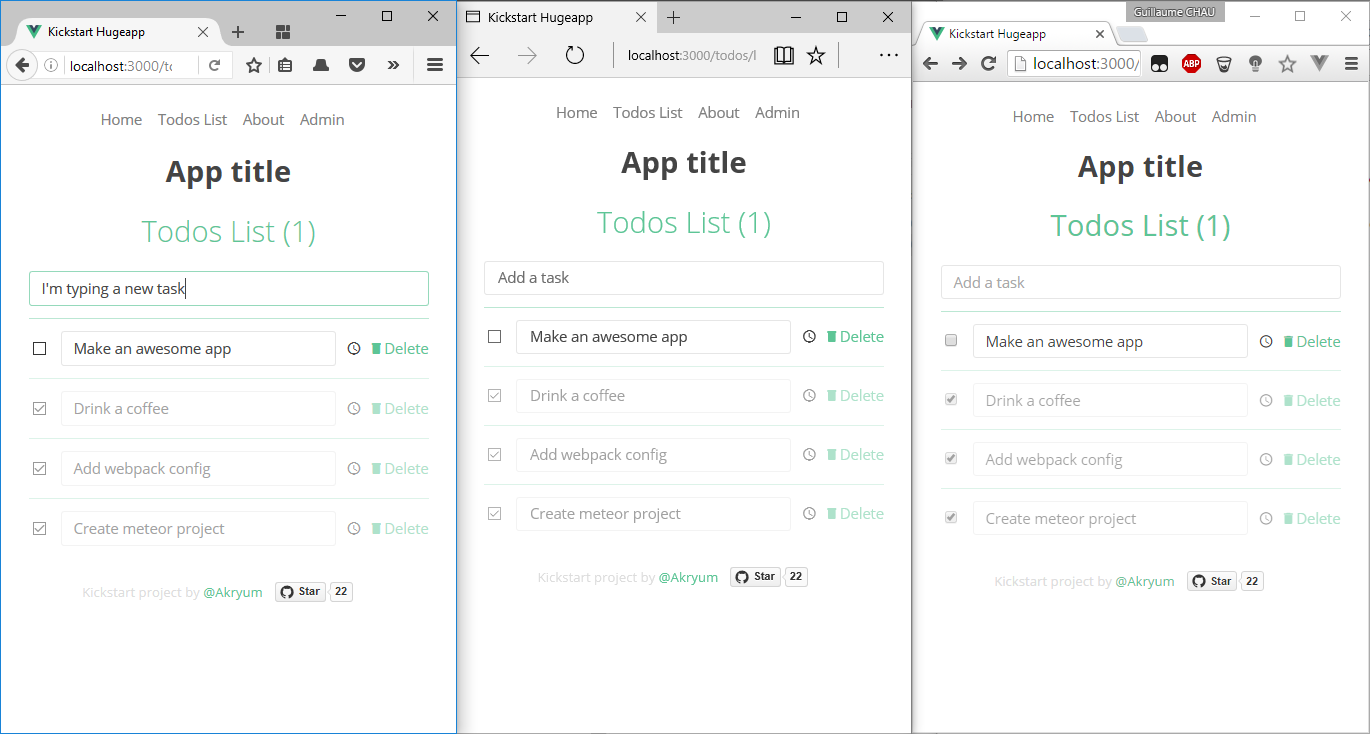 Kickstart Hugeapp
localhost:3000/to
Home Todos List About Admin
App title
Todos List (1)
I'm typing a new task
Make an awesome app Delete
Drink a coffee Delete
Add webpack config Delete
Create meteor project Delete
Kickstart project by @Akryum Star 22
Kickstart Hugeapp
localhost:3000/todos/l
Home Todos List About Admin
App title
Todos List (1)
Add a task
Make an awesome app Delete
Drink a coffee Delete
Add webpack config Delete
Create meteor project Delete
Kickstart project by @Akryum Star 22
Guillaume CHAU
Kickstart Hugeapp
localhost:3000/
ABP
Home Todos List About Admin
App title
Todos List (1)
Add a task
Make an awesome app Delete
Drink a coffee Delete
Add webpack config Delete
Create meteor project Delete
Kickstart project by @Akryum Star 22